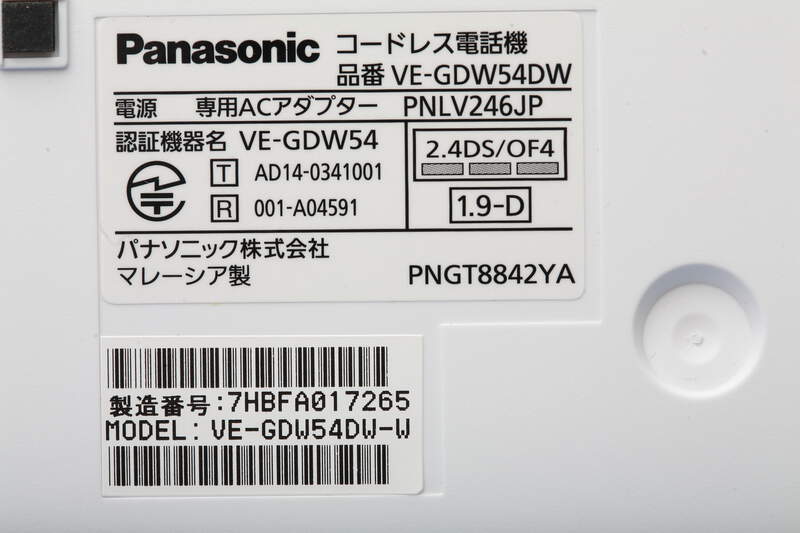 Panasonic コードレス電話機
品番 VE-GDW54DW
電源 専用ACアダプター PNLV246JP
認証機器名 VE-GDW54
T AD14-0341001
R 001-A04591
2.4DS/OF4
1.9-D
パナソニック株式会社
マレーシア製 PNGT8842YA
製造番号:7HBFA017265
MODEL: VE-GDW54DW-W